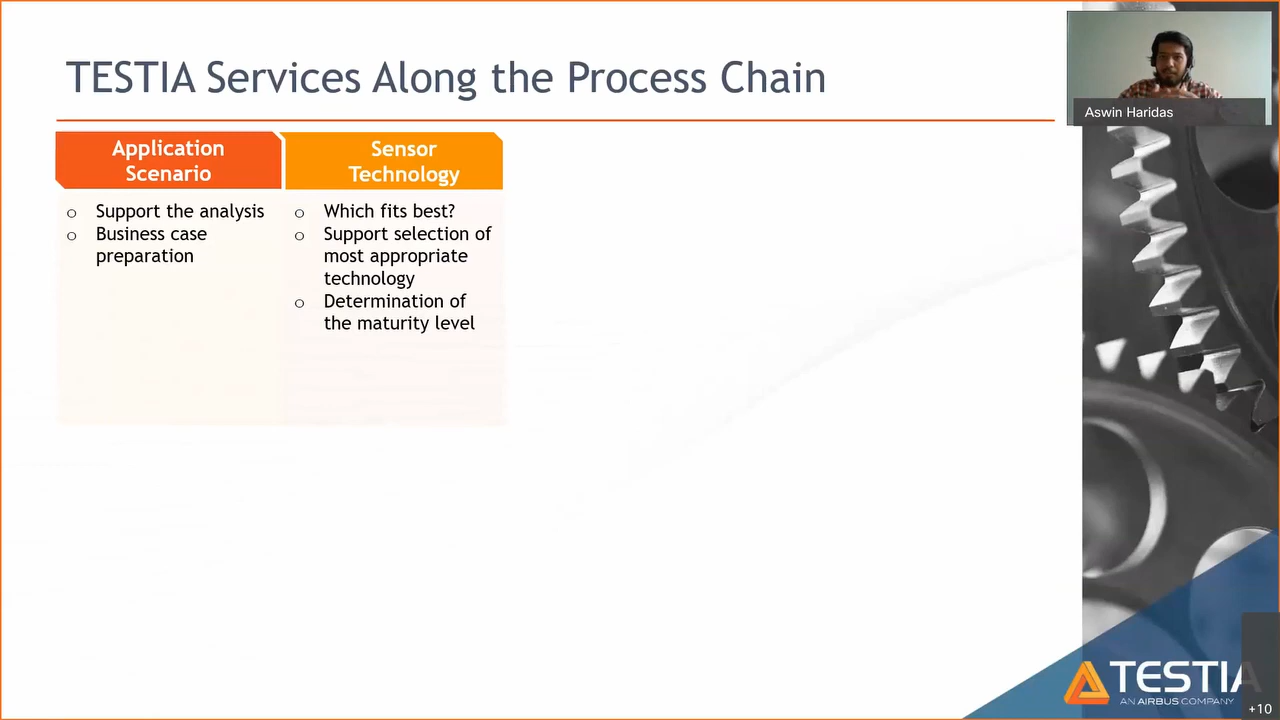 TESTIA Services Along the Process Chain
Aswin Haridas
Application
Scenario
o Support the analysis
o Business case
preparation
Sensor
Technology
o Which fits best?
o Support selection of
most appropriate
technology
o Determination of
the maturity level
TESTIA
AN AIRBUS COMPANY
+10